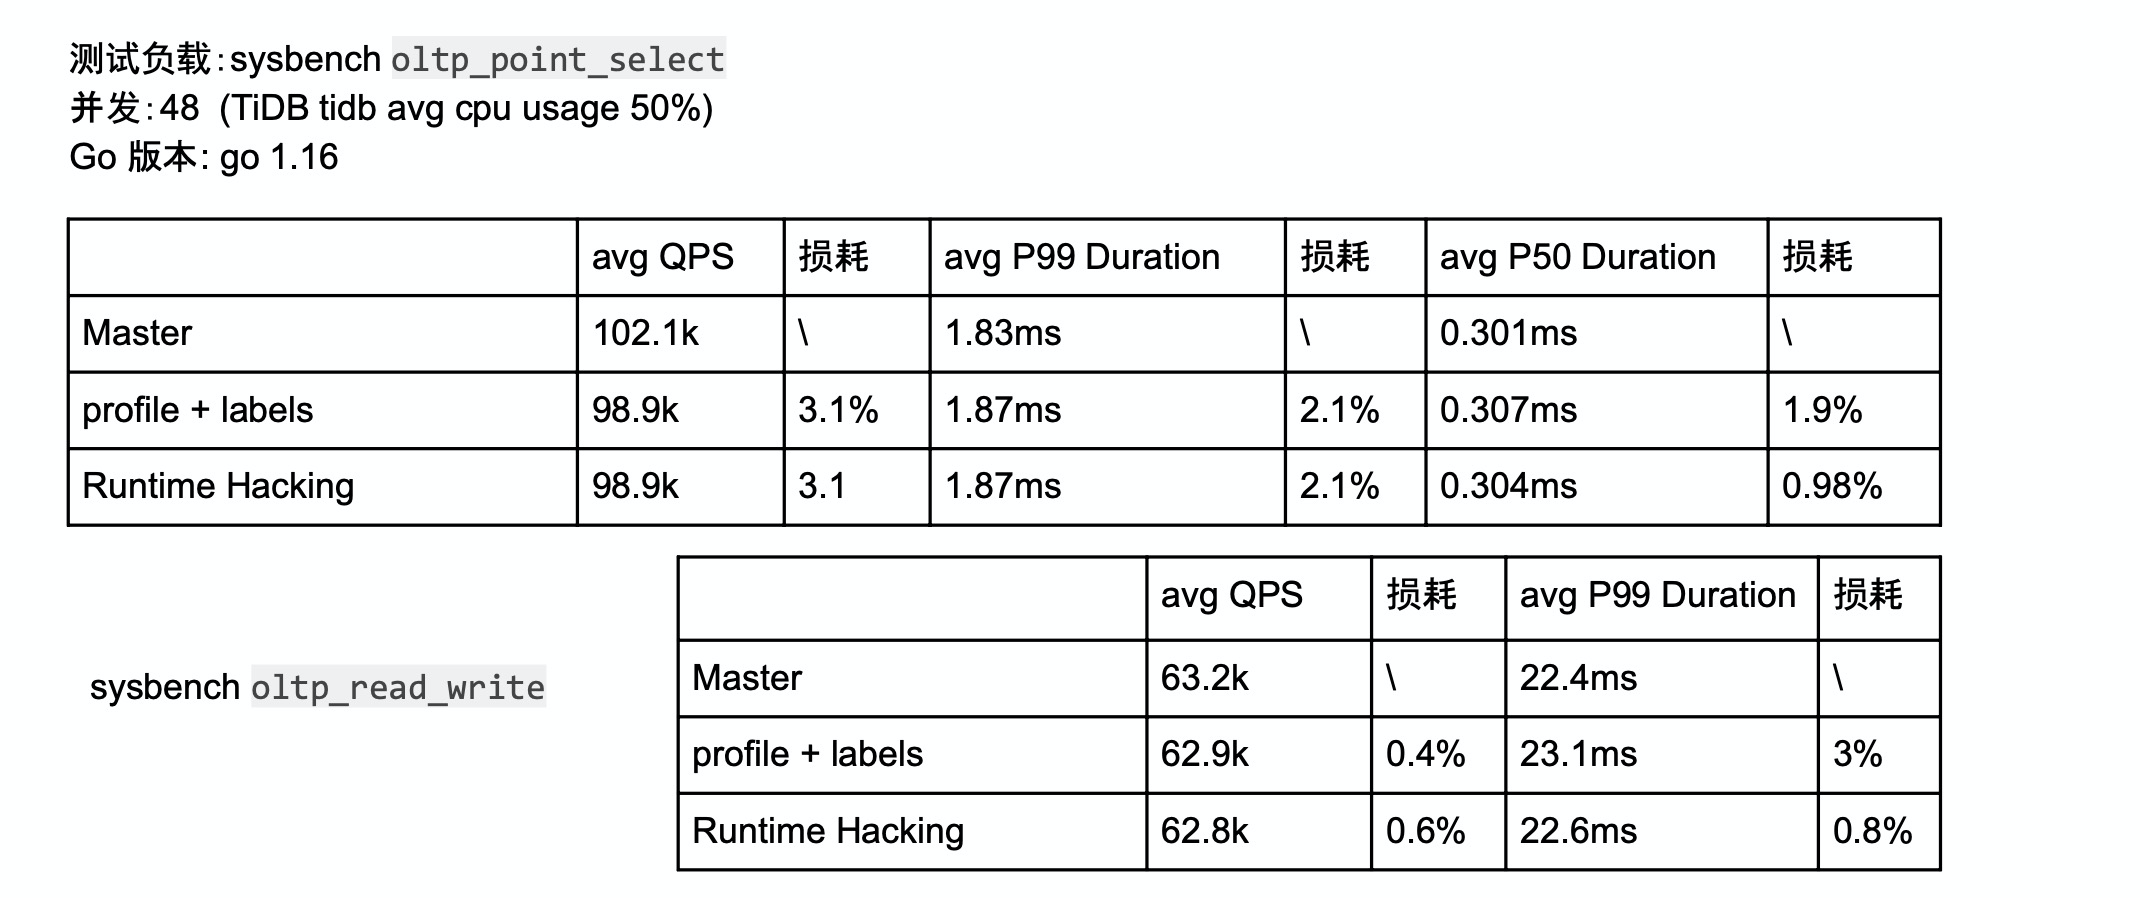 测试负载：sysbench oltp_point_select
并发：48  (TiDB tidb avg cpu usage 50%)
Go 版本: go 1.16
avg QPS 损耗 avg P99 Duration 损耗 avg P50 Duration 损耗
Master 102.1k \ 1.83ms \ 0.301ms \
profile + labels 98.9k 3.1% 1.87ms 2.1% 0.307ms 1.9%
Runtime Hacking 98.9k 3.1 1.87ms 2.1% 0.304ms 0.98%
sysbench oltp_read_write
avg QPS 损耗 avg P99 Duration 损耗
Master 63.2k \ 22.4ms \
profile + labels 62.9k 0.4% 23.1ms 3%
Runtime Hacking 62.8k 0.6% 22.6ms 0.8%